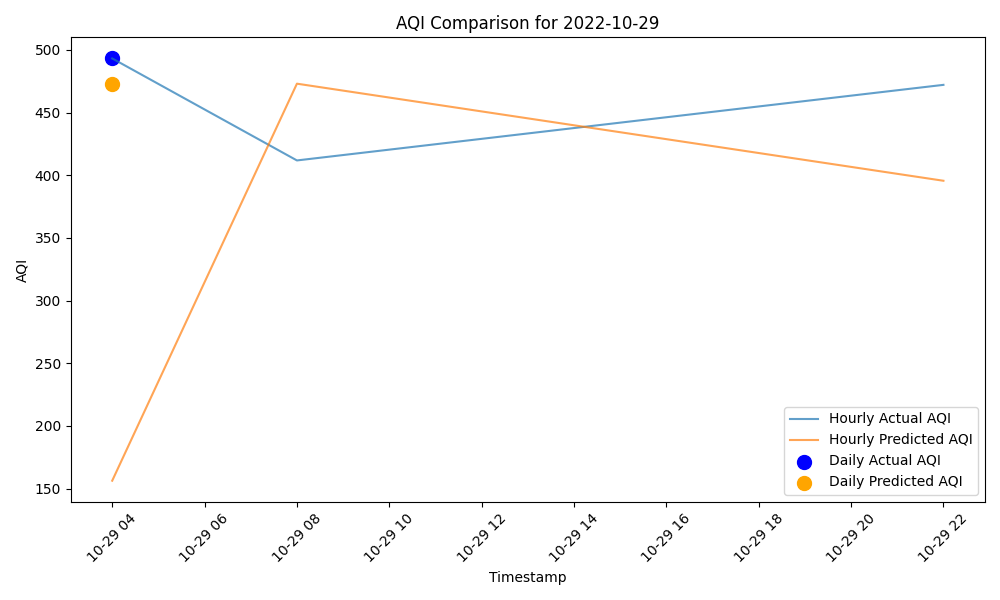 AQI Comparison for 2022-10-29
AQI
500
450
400
350
300
250
200
150
Hourly Actual AQI
Hourly Predicted AQI
Daily Actual AQI
Daily Predicted AQI
10-29 04
10-29 06
10-29 08
10-29 10
10-29 12
10-29 14
10-29 16
10-29 18
10-29 20
10-29 22
Timestamp